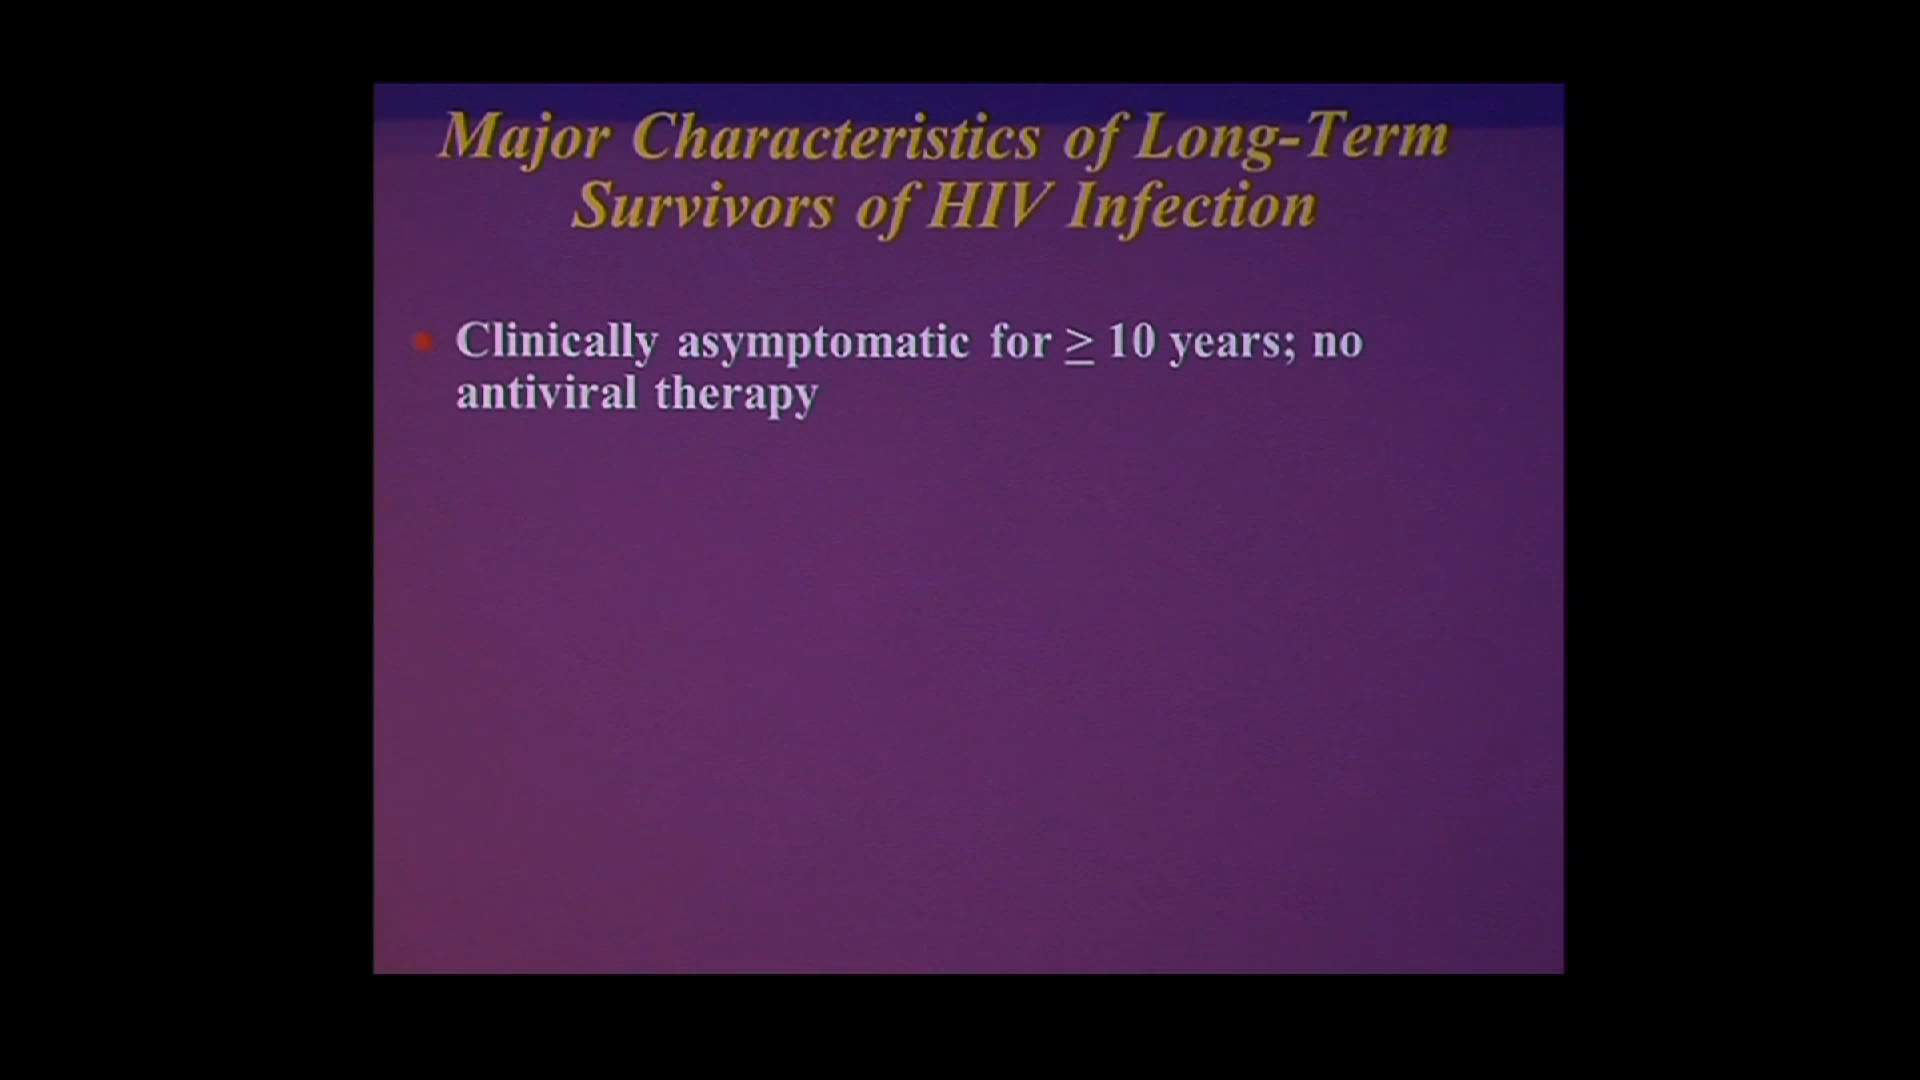 Major Characteristics of Long-Term
Survivors of HIV Infection
Clinically asymptomatic for ≥ 10 years; no
antiviral therapy